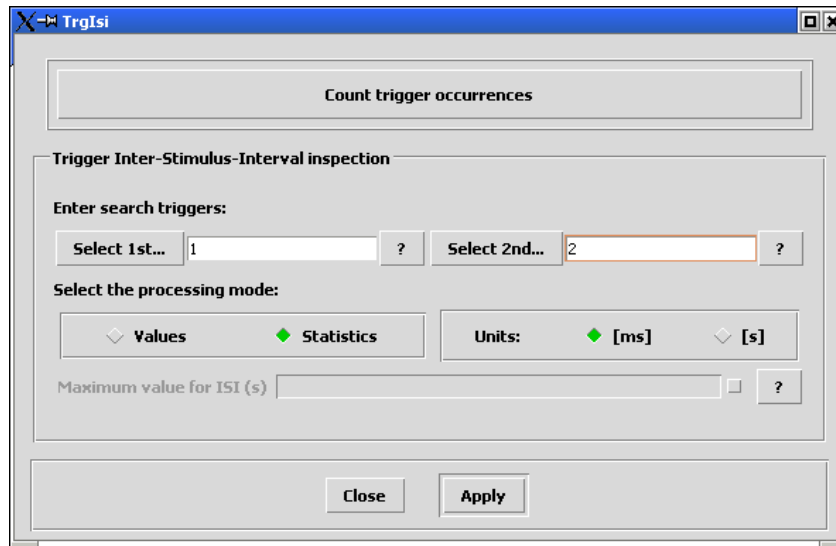 TrgIsi
Count trigger occurrences
Trigger Inter-Stimulus-Interval inspection
Enter search triggers:
Select 1st... 1 ? Select 2nd... 2 ?
Select the processing mode:
Values Statistics Units: [ms] [s]
Maximum value for ISI (s) ?
Close Apply